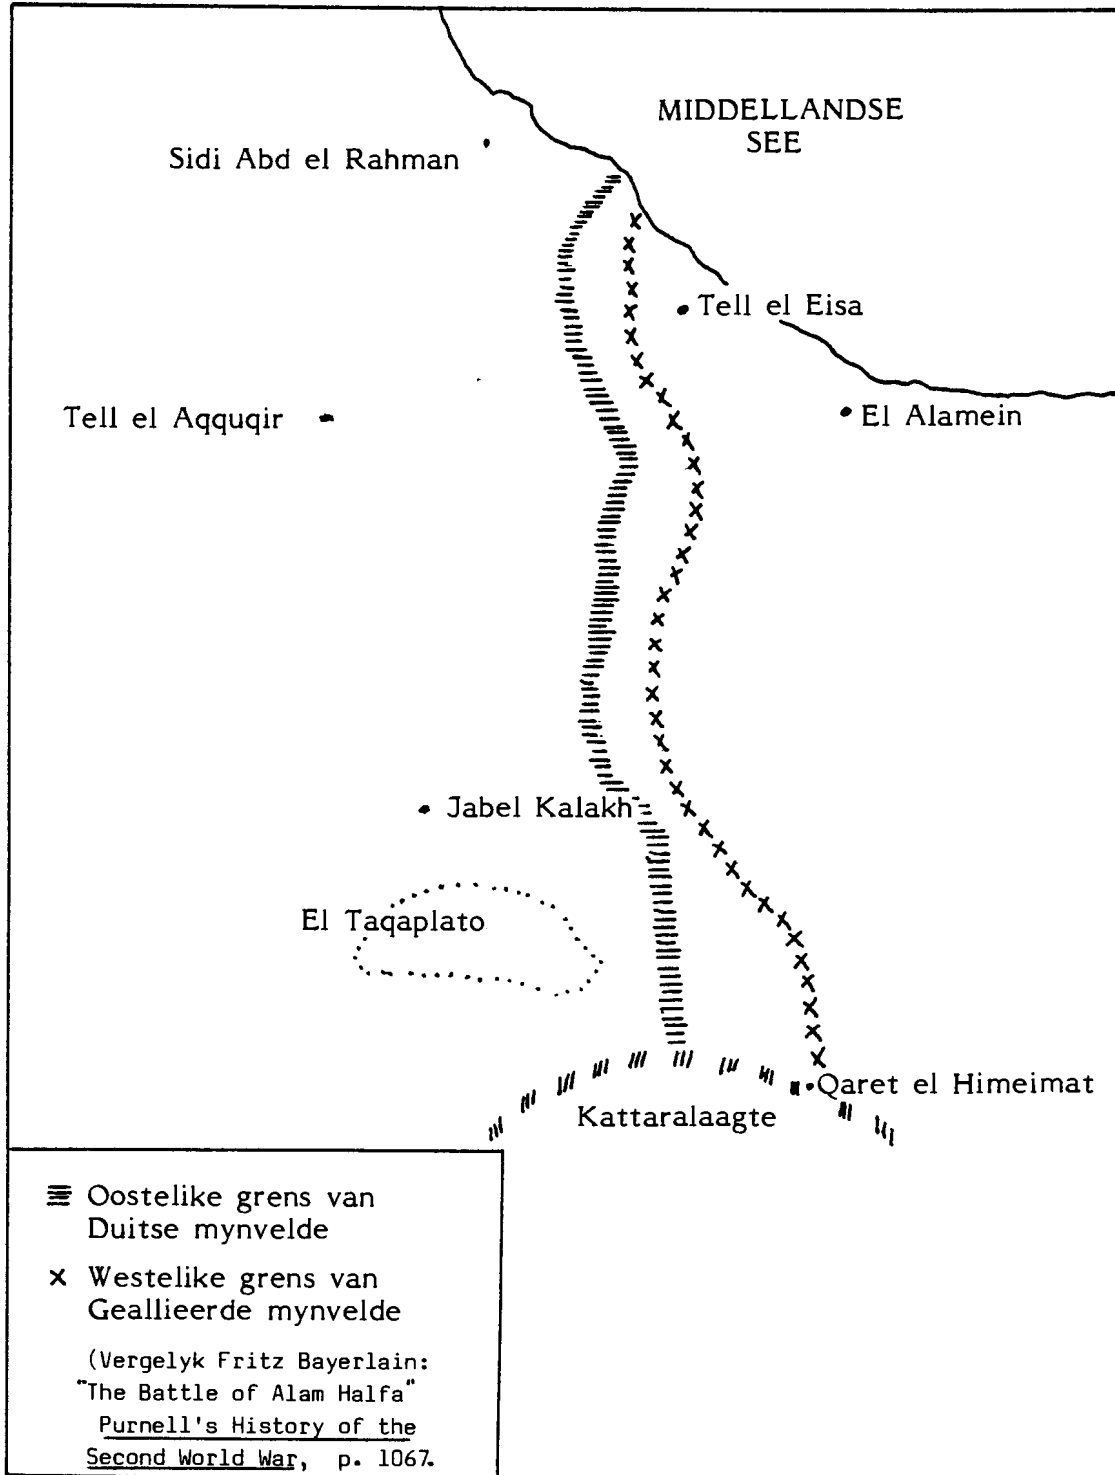 MIDDELLANDSE
SEE
Sidi Abd el Rahman
Tell el Eisa
Tell el Aqquqir
El Alamein
Jabel Kalakh
El Taqaplato
Qaret el Himeimat
Kattaralaagte
Oostelike grens van
Duitse mynvelde
x Westelike grens van
Geallieerde mynvelde
(Vergelyk Fritz Bayerlain:
"The Battle of Alam Halfa"
Purnell's History of the
Second World War, p. 1067.